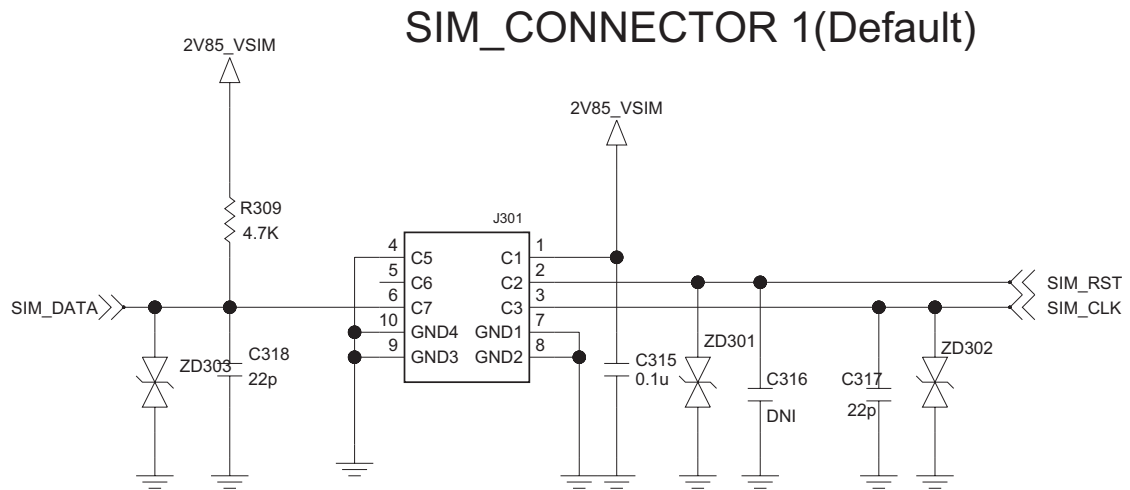 SIM_CONNECTOR 1(Default)
2V85_VSIM
2V85_VSIM
R309
4.7K
J301
4
C5
C1
1
5
C6
C2
2
SIM_RST
SIM_DATA
6
C7
C3
3
SIM_CLK
10
GND4
GND1
7
9
GND3
GND2
8
ZD303
C318
22p
C315
0.1u
ZD301
C316
DNI
C317
22p
ZD302